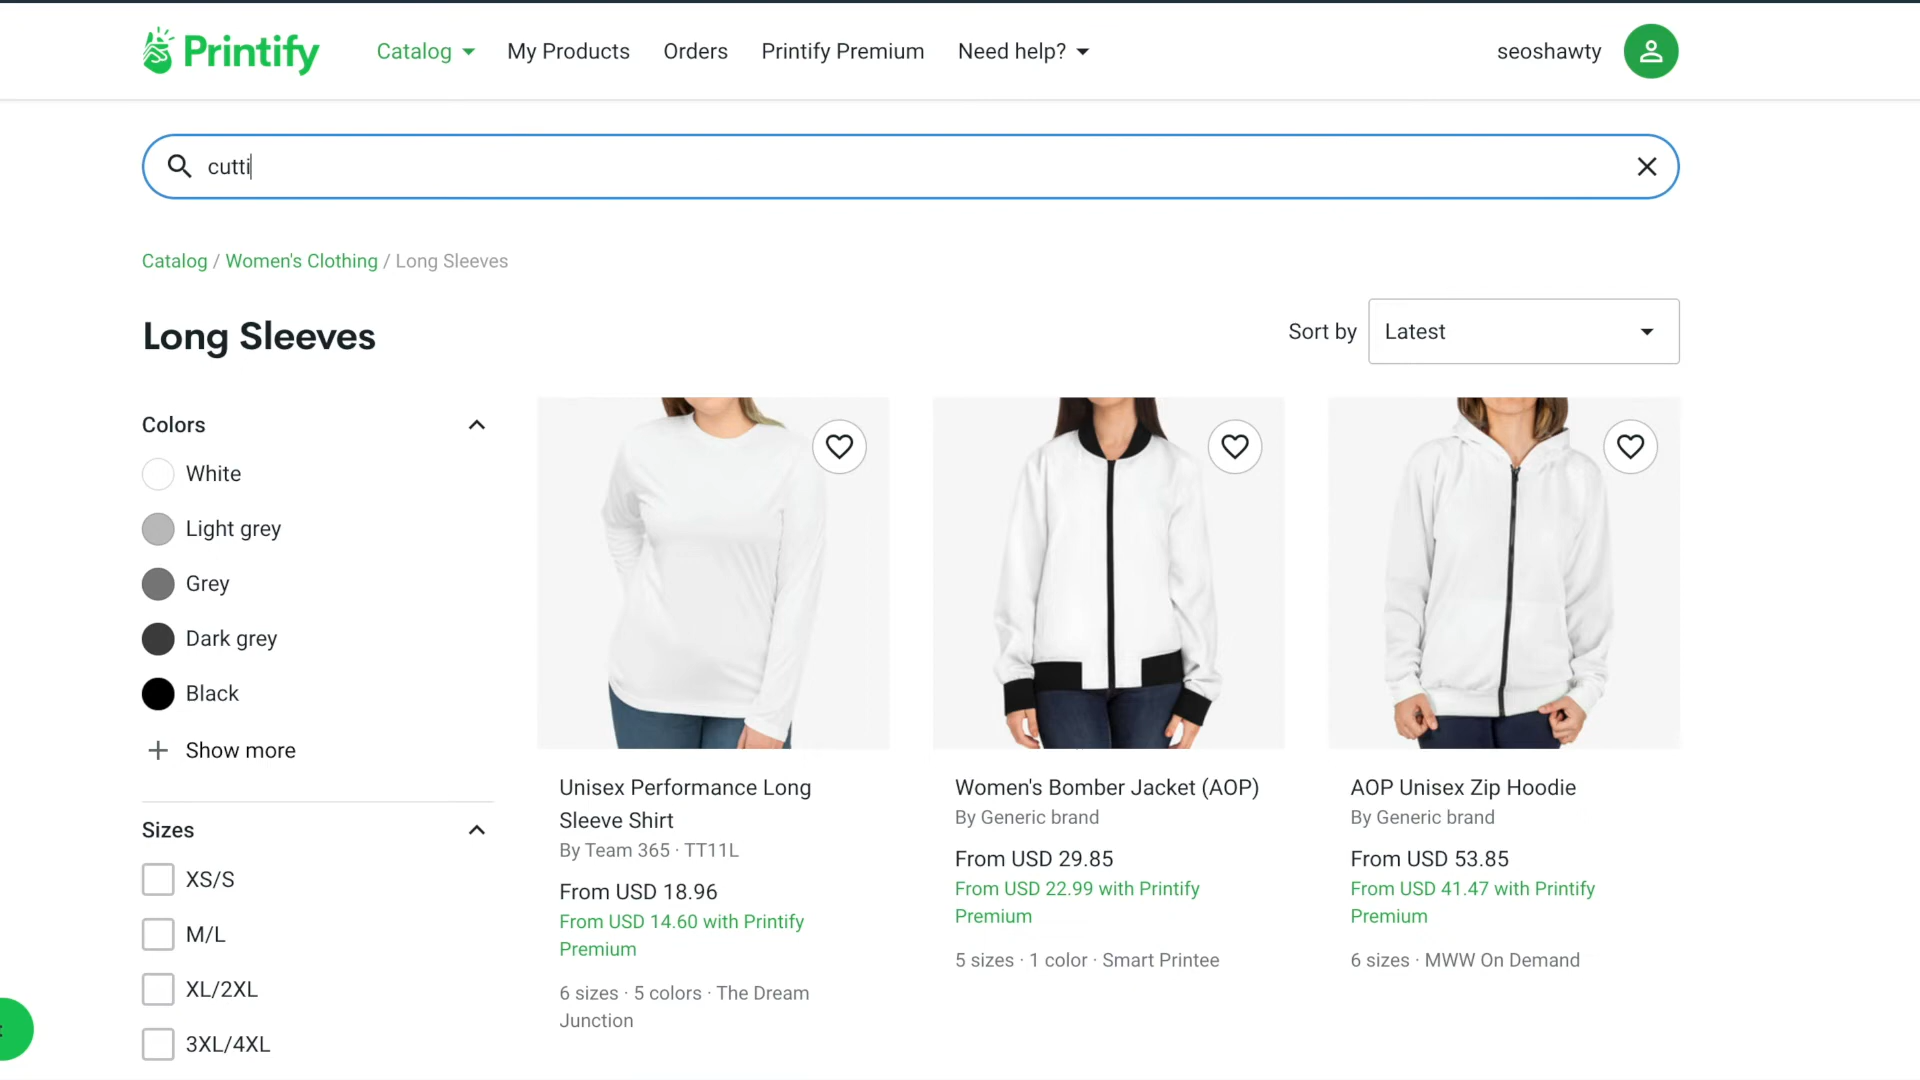 Printify
Catalog
My Products
Orders
Printify Premium
Need help?
seoshawty
cutti
Catalog / Women's Clothing / Long Sleeves
Long Sleeves
Sort by
Latest
Colors
White
Light grey
Grey
Dark grey
Black
Show more
Sizes
XS/S
M/L
XL/2XL
3XL/4XL
Unisex Performance Long
Sleeve Shirt
By Team 365 · TT11L
From USD 18.96
From USD 14.60 with Printify
Premium
6 sizes · 5 colors · The Dream
Junction
Women's Bomber Jacket (AOP)
By Generic brand
From USD 29.85
From USD 22.99 with Printify
Premium
5 sizes · 1 color · Smart Printee
AOP Unisex Zip Hoodie
By Generic brand
From USD 53.85
From USD 41.47 with Printify
Premium
6 sizes · MWW On Demand